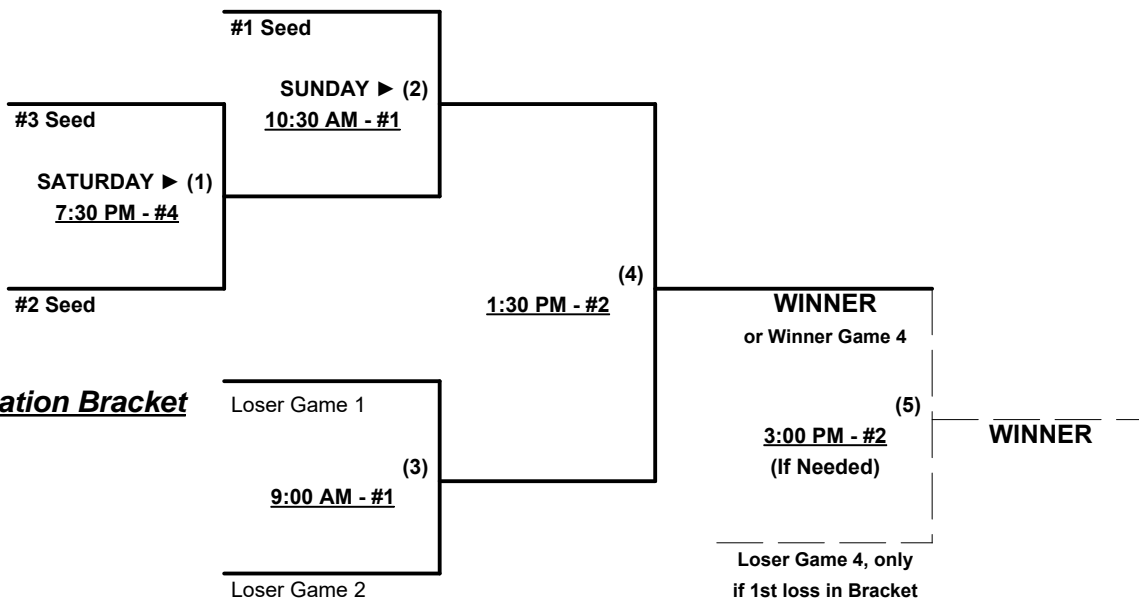 #1 Seed
SUNDAY ► (2)
10:30 AM - #1
#3 Seed
SATURDAY ► (1)
7:30 PM - #4
#2 Seed
(4)
1:30 PM - #2
WINNER
or Winner Game 4
ation Bracket
Loser Game 1
(5)
3:00 PM - #2
(If Needed)
WINNER
(3)
9:00 AM - #1
Loser Game 4, only
if 1st loss in Bracket
Loser Game 2